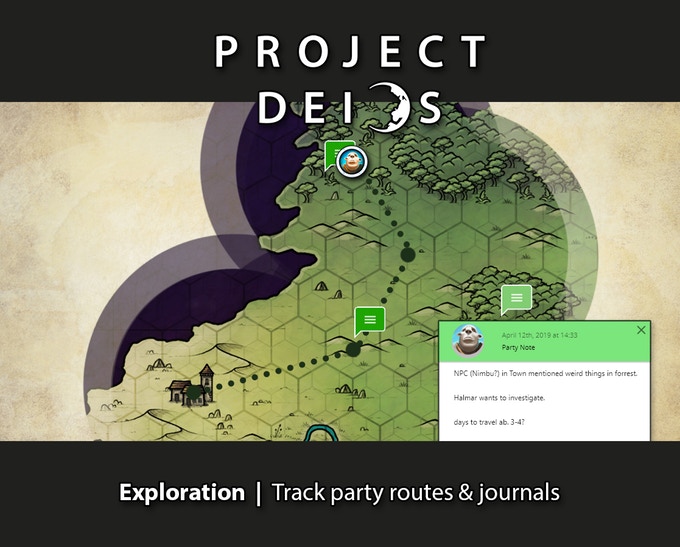 PROJECT
DEIOS
April 12th, 2019 at 14:33
Party Note
NPC (Nimbu?) in Town mentioned weird things in forrest.
Halmar wants to investigate.
days to travel ab. 3-4?
Exploration | Track party routes & journals